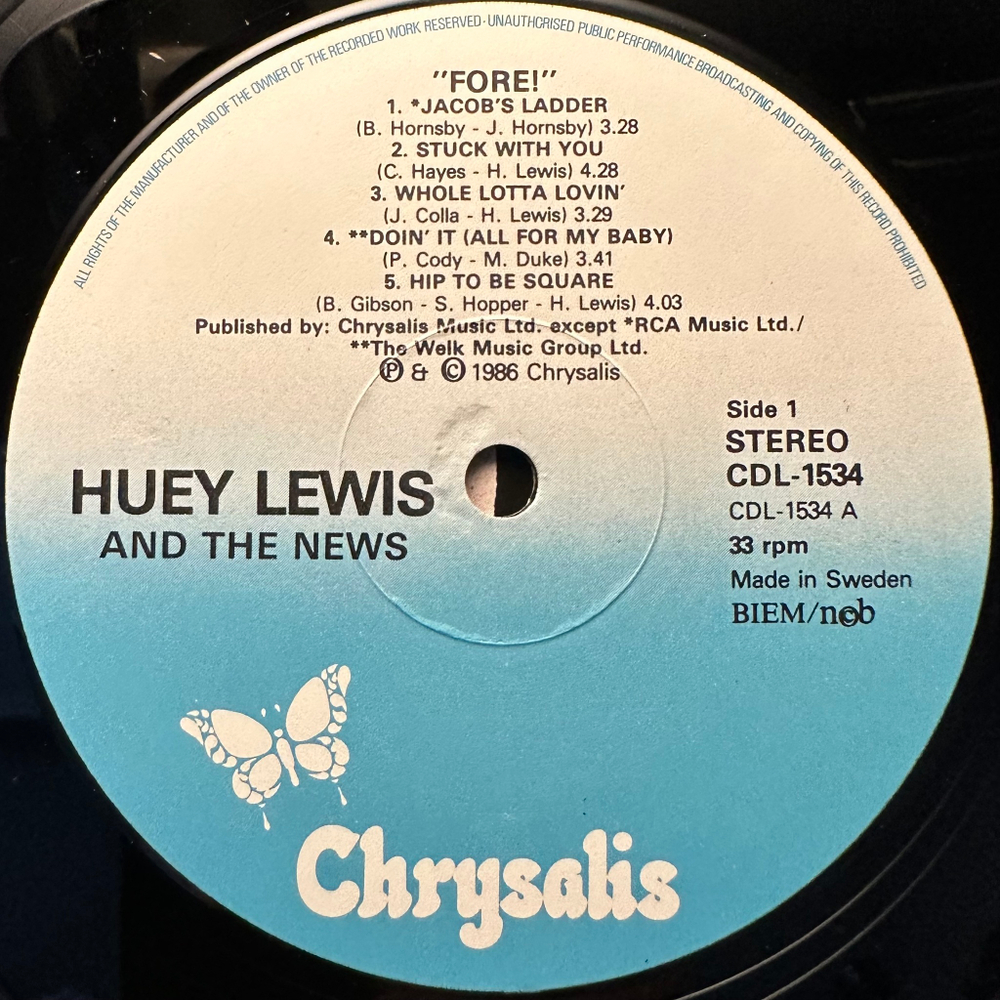 ALL RIGHTS OF THE MANUFACTURER AND OF THE OWNER OF THE RECORDED WORK RESERVED · UNAUTHCRISED PUBLIC PERFORMANCE BROADCASTING AND COPYING OF THIS RECORD PROHIBITED
"FORE!"
1. *JACOB'S LADDER
(B. Hornsby - J. Hornsby) 3.28
2. STUCK WITH YOU
(C. Hayes - H. Lewis) 4.28
3. WHOLE LOTTA LOVIN'
(J. Colla - H. Lewis) 3.29
4. **DOIN' IT (ALL FOR MY BABY)
(P. Cody - M. Duke) 3.41
5. HIP TO BE SQUARE
(B. Gibson - S. Hopper - H. Lewis) 4.03
Published by: Chrysalis Music Ltd. except *RCA Music Ltd./
**The Welk Music Group Ltd.
℗ & © 1986 Chrysalis
Side 1
STEREO
CDL-1534
CDL-1534 A
33 rpm
Made in Sweden
BIEM/ncb
HUEY LEWIS
AND THE NEWS
Chrysalis